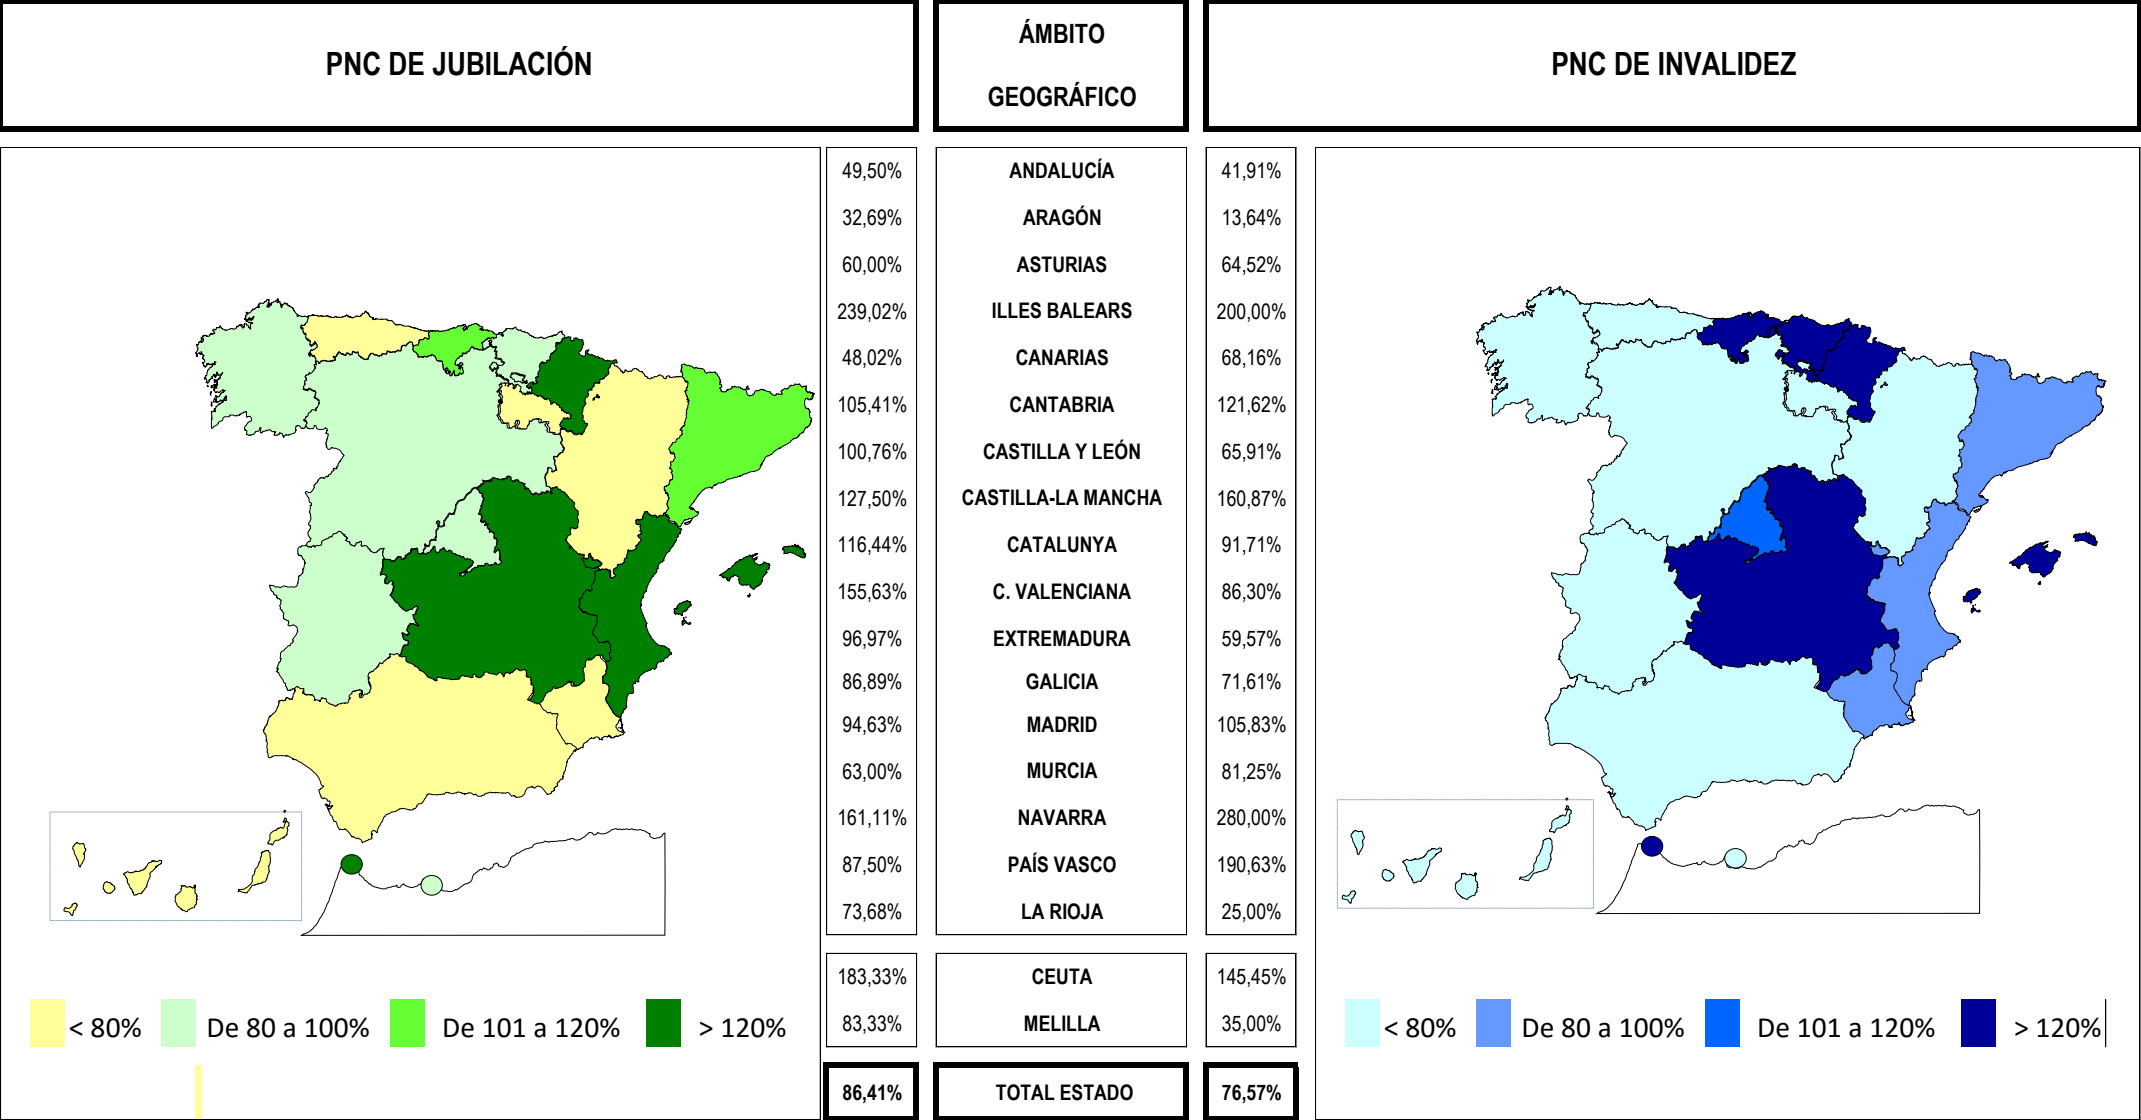 PNC DE JUBILACIÓN
ÁMBITO
GEOGRÁFICO
PNC DE INVALIDEZ
49,50% ANDALUCÍA 41,91%
32,69% ARAGÓN 13,64%
60,00% ASTURIAS 64,52%
239,02% ILLES BALEARS 200,00%
48,02% CANARIAS 68,16%
105,41% CANTABRIA 121,62%
100,76% CASTILLA Y LEÓN 65,91%
127,50% CASTILLA-LA MANCHA 160,87%
116,44% CATALUNYA 91,71%
155,63% C. VALENCIANA 86,30%
96,97% EXTREMADURA 59,57%
86,89% GALICIA 71,61%
94,63% MADRID 105,83%
63,00% MURCIA 81,25%
161,11% NAVARRA 280,00%
87,50% PAÍS VASCO 190,63%
73,68% LA RIOJA 25,00%
183,33% CEUTA 145,45%
83,33% MELILLA 35,00%
86,41% TOTAL ESTADO 76,57%
< 80% De 80 a 100% De 101 a 120% > 120%
< 80% De 80 a 100% De 101 a 120% > 120%